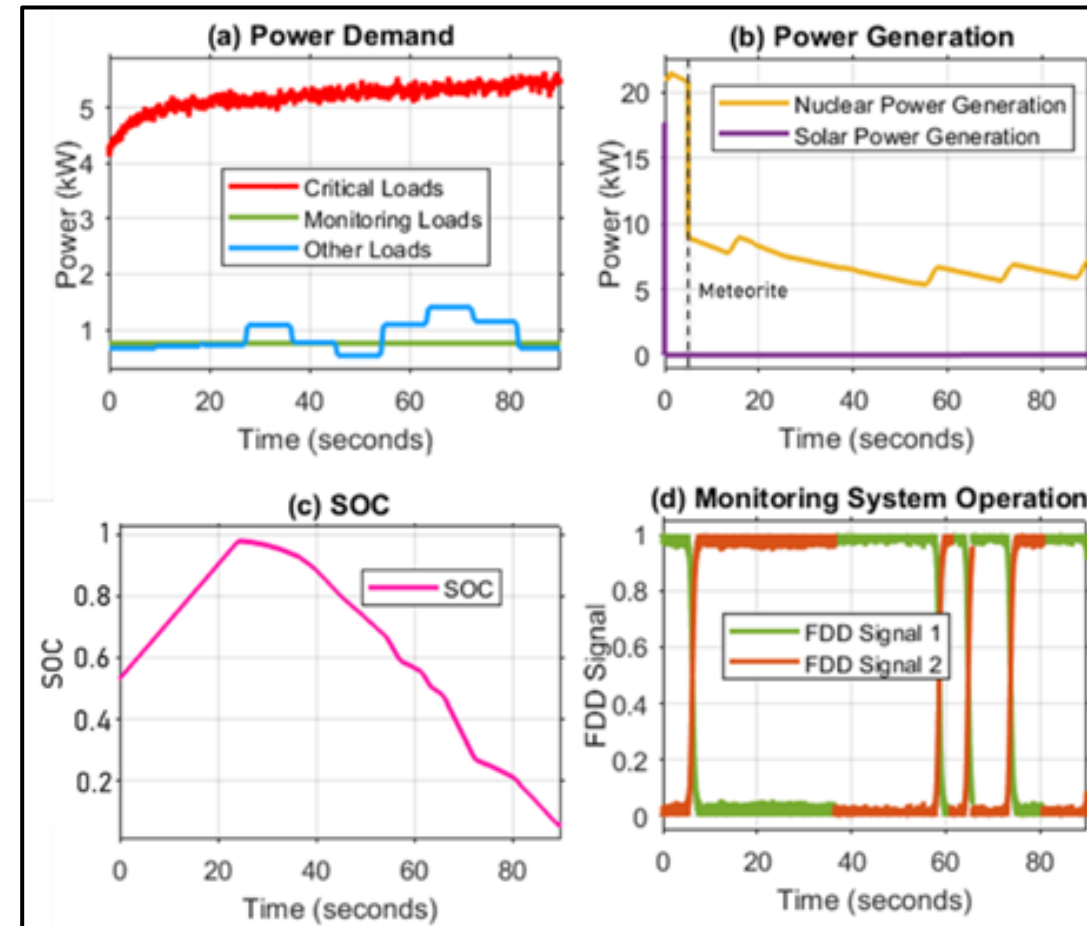 (a) Power Demand
Power (kW)
5
4
3
2
1
Critical Loads
Monitoring Loads
Other Loads
0
20
40
60
80
Time (seconds)
(b) Power Generation
Power (kW)
20
15
10
5
0
Nuclear Power Generation
Solar Power Generation
Meteorite
0
20
40
60
80
Time (seconds)
(c) SOC
SOC
1
0.8
0.6
0.4
0.2
SOC
0
20
40
60
80
Time (seconds)
(d) Monitoring System Operation
FDD Signal
1
0.8
0.6
0.4
0.2
0
FDD Signal 1
FDD Signal 2
0
20
40
60
80
Time (seconds)